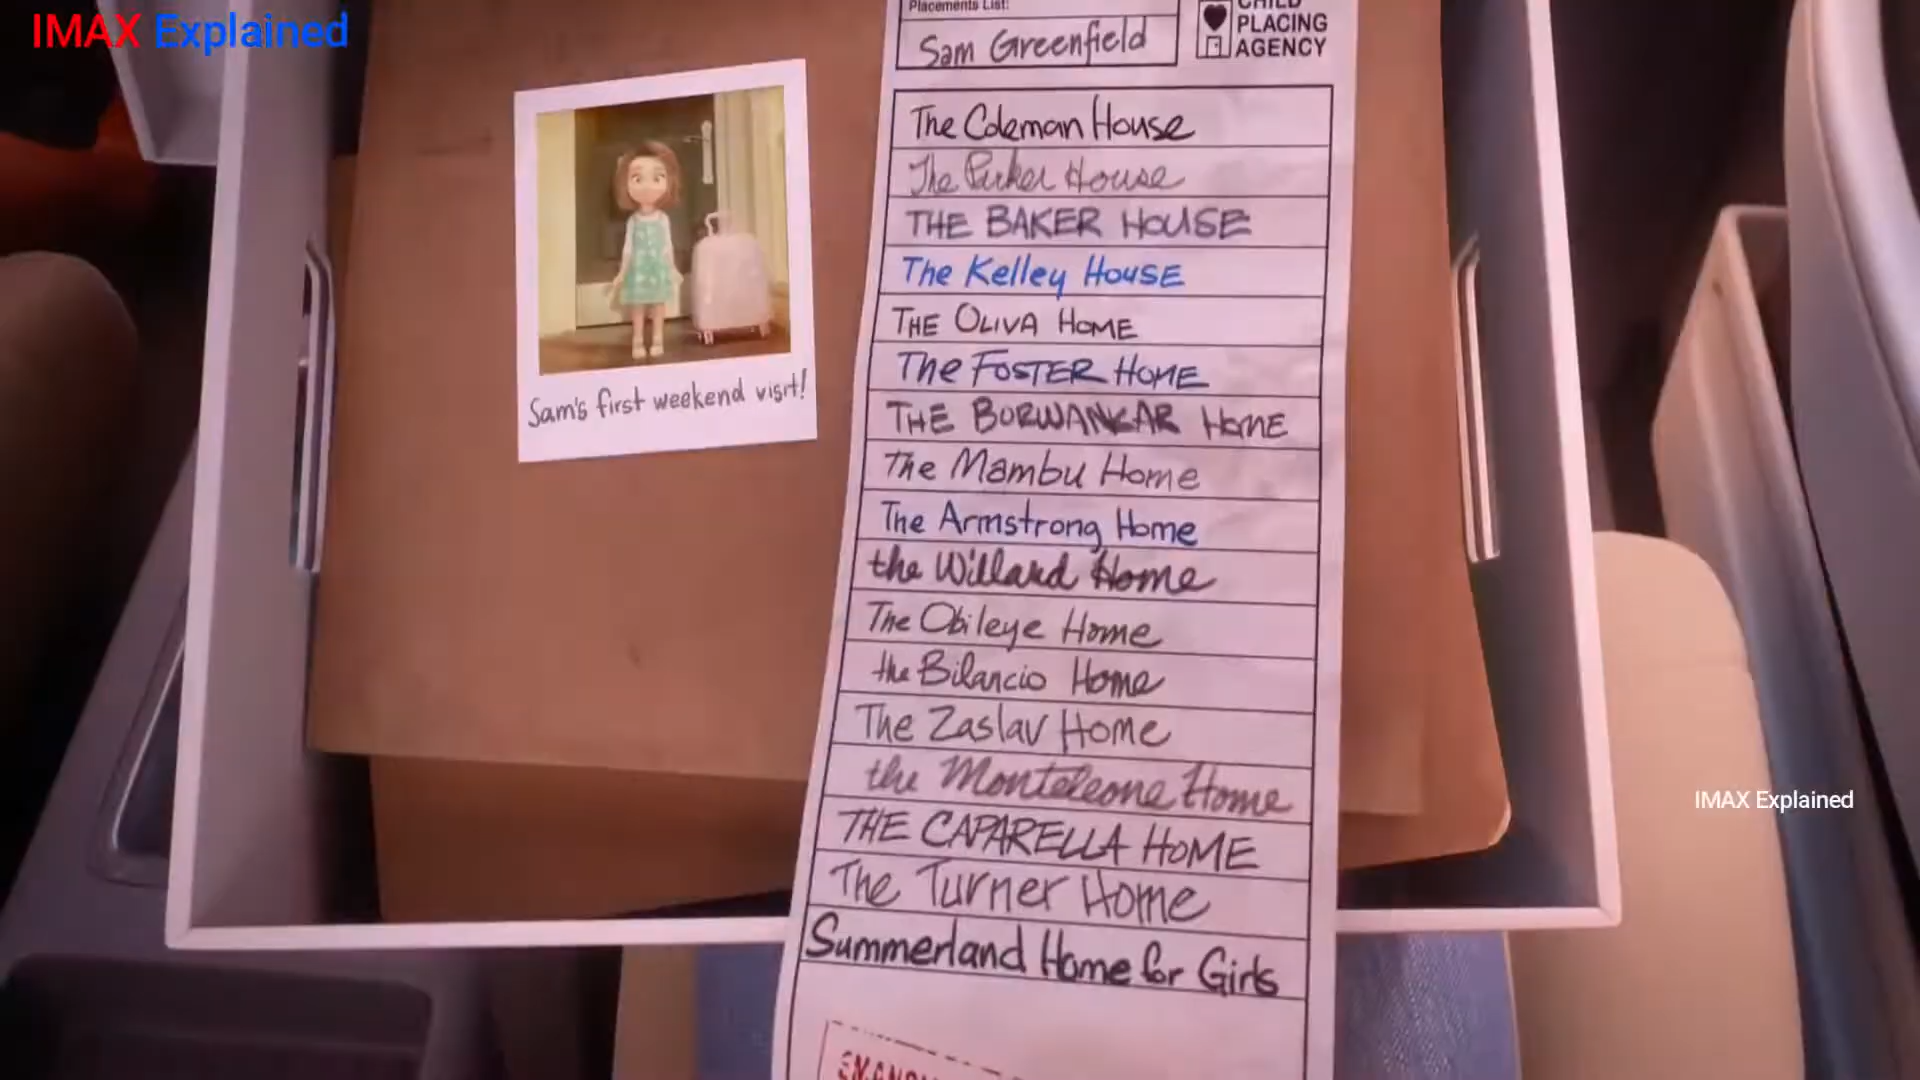 IMAX Explained
Placements List:
Sam Greenfield
CHILD
PLACING
AGENCY
The Coleman House
The Parker House
THE BAKER HOUSE
The Kelley House
THE OLIVA HOME
The FOSTER HOME
THE BORWANKAR HOME
The Mambu Home
The Armstrong Home
the Willard Home
The Obileye Home
the Bilancio Home
The Zaslav Home
the Monteleone Home
THE CAPARELLA HOME
The Turner Home
Summerland Home for Girls
Sam's first weekend visit!
IMAX Explained